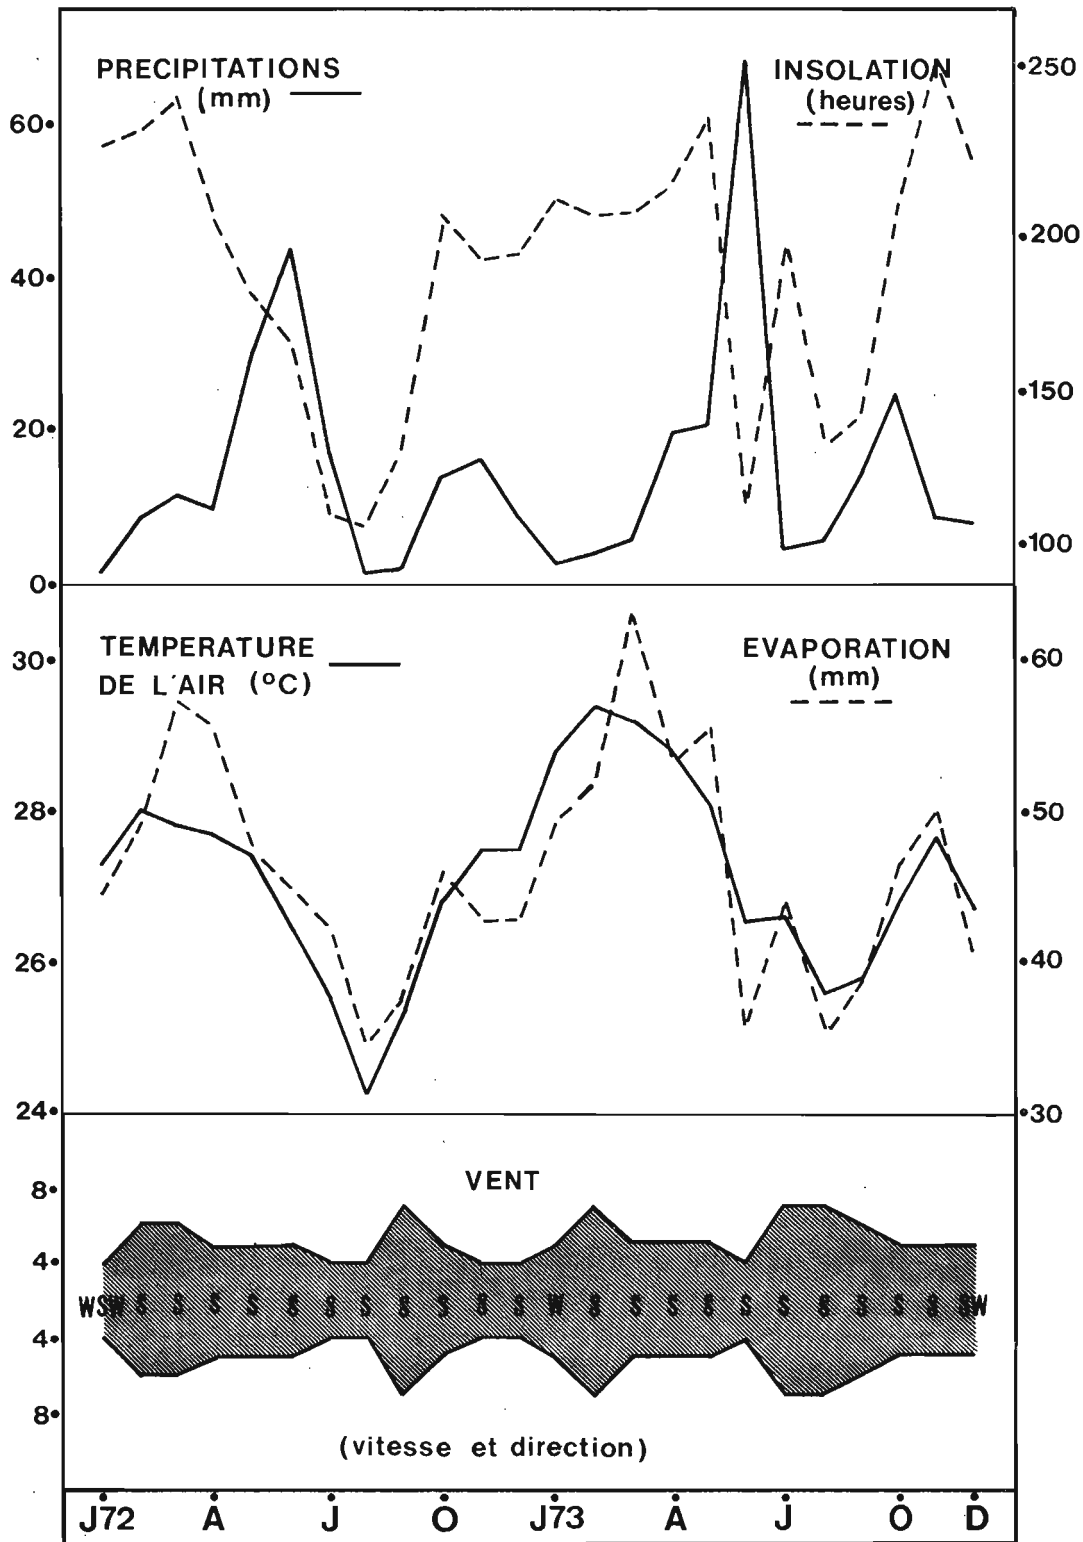 PRECIPITATIONS
(mm)
INSOLATION
(heures)
60
40
20
0
250
200
150
100
TEMPERATURE
DE L'AIR (°C)
EVAPORATION
(mm)
30
28
26
24
60
50
40
30
VENT
8
4
4
8
WSW S S S S S S S S S S S W S S S S S S S S S S SW
(vitesse et direction)
J72 A J O J73 A J O D